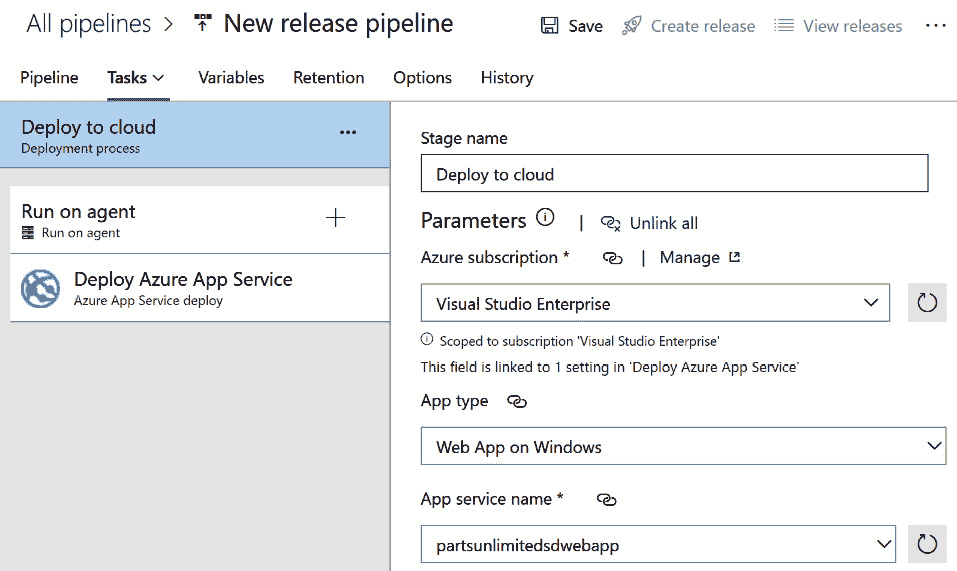 All pipelines > New release pipeline
Save Create release View releases ...
Pipeline Tasks Variables Retention Options History
Deploy to cloud
Deployment process
Run on agent
Run on agent
Deploy Azure App Service
Azure App Service deploy
Stage name
Deploy to cloud
Parameters | Unlink all
Azure subscription * | Manage
Visual Studio Enterprise
Scoped to subscription 'Visual Studio Enterprise'
This field is linked to 1 setting in 'Deploy Azure App Service'
App type
Web App on Windows
App service name *
partsunlimitedsdwebapp